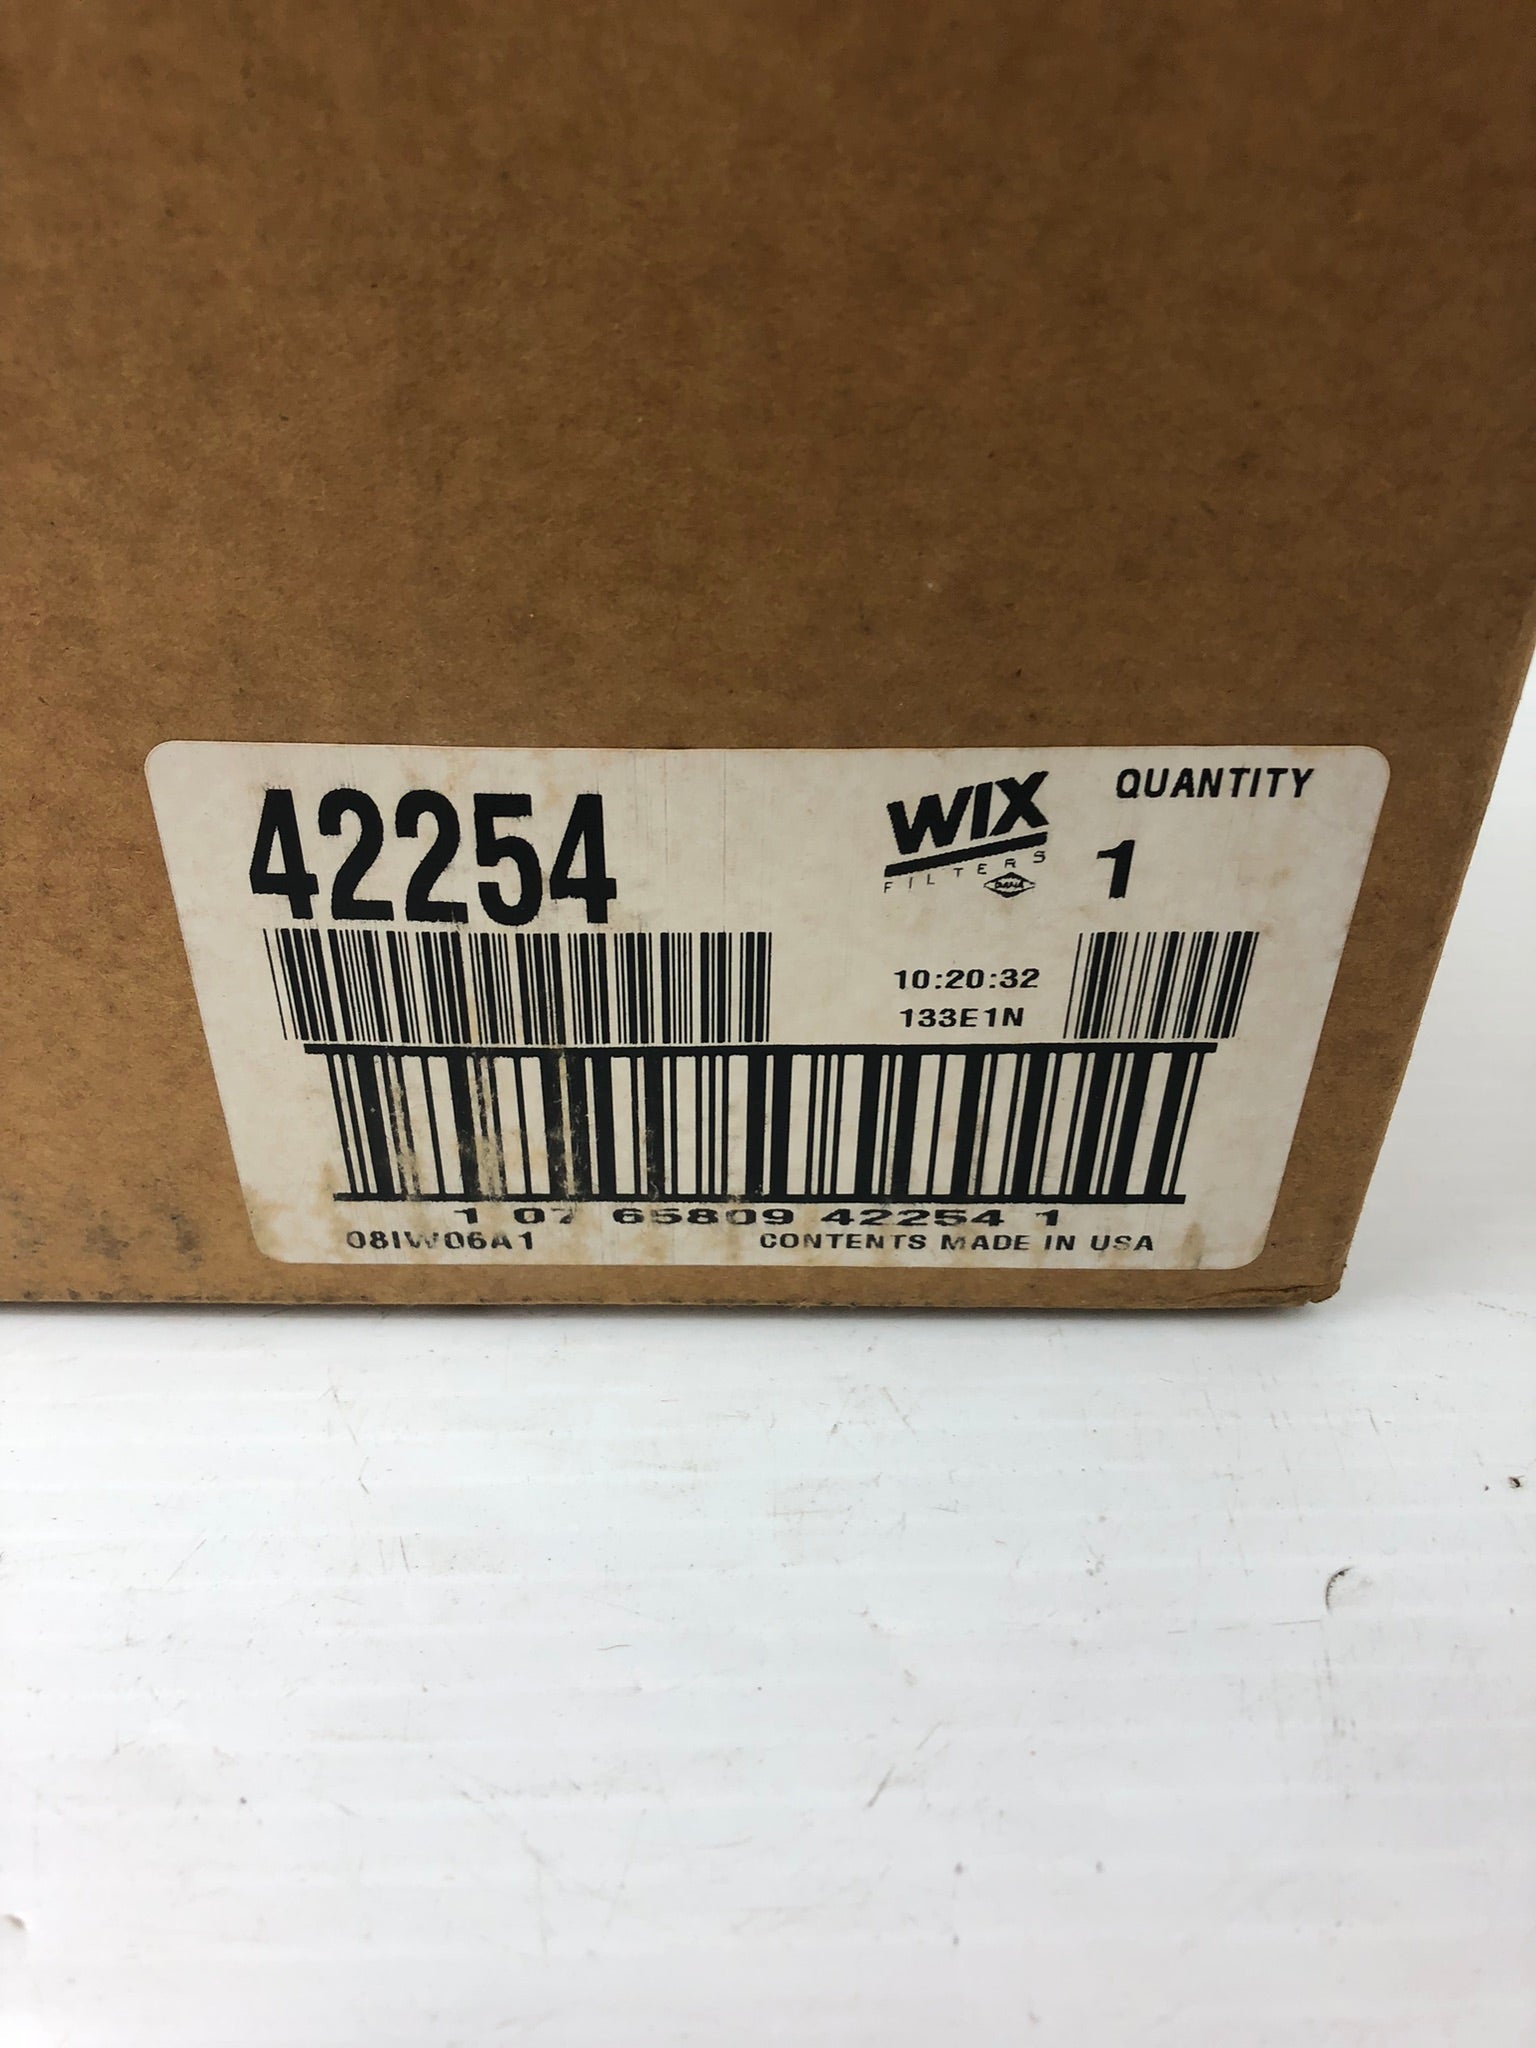 42254
WIX
FILTERS
DANA
QUANTITY
1
10:20:32
133E1N
1 07 65809 42254 1
08IW06A1
CONTENTS MADE IN USA